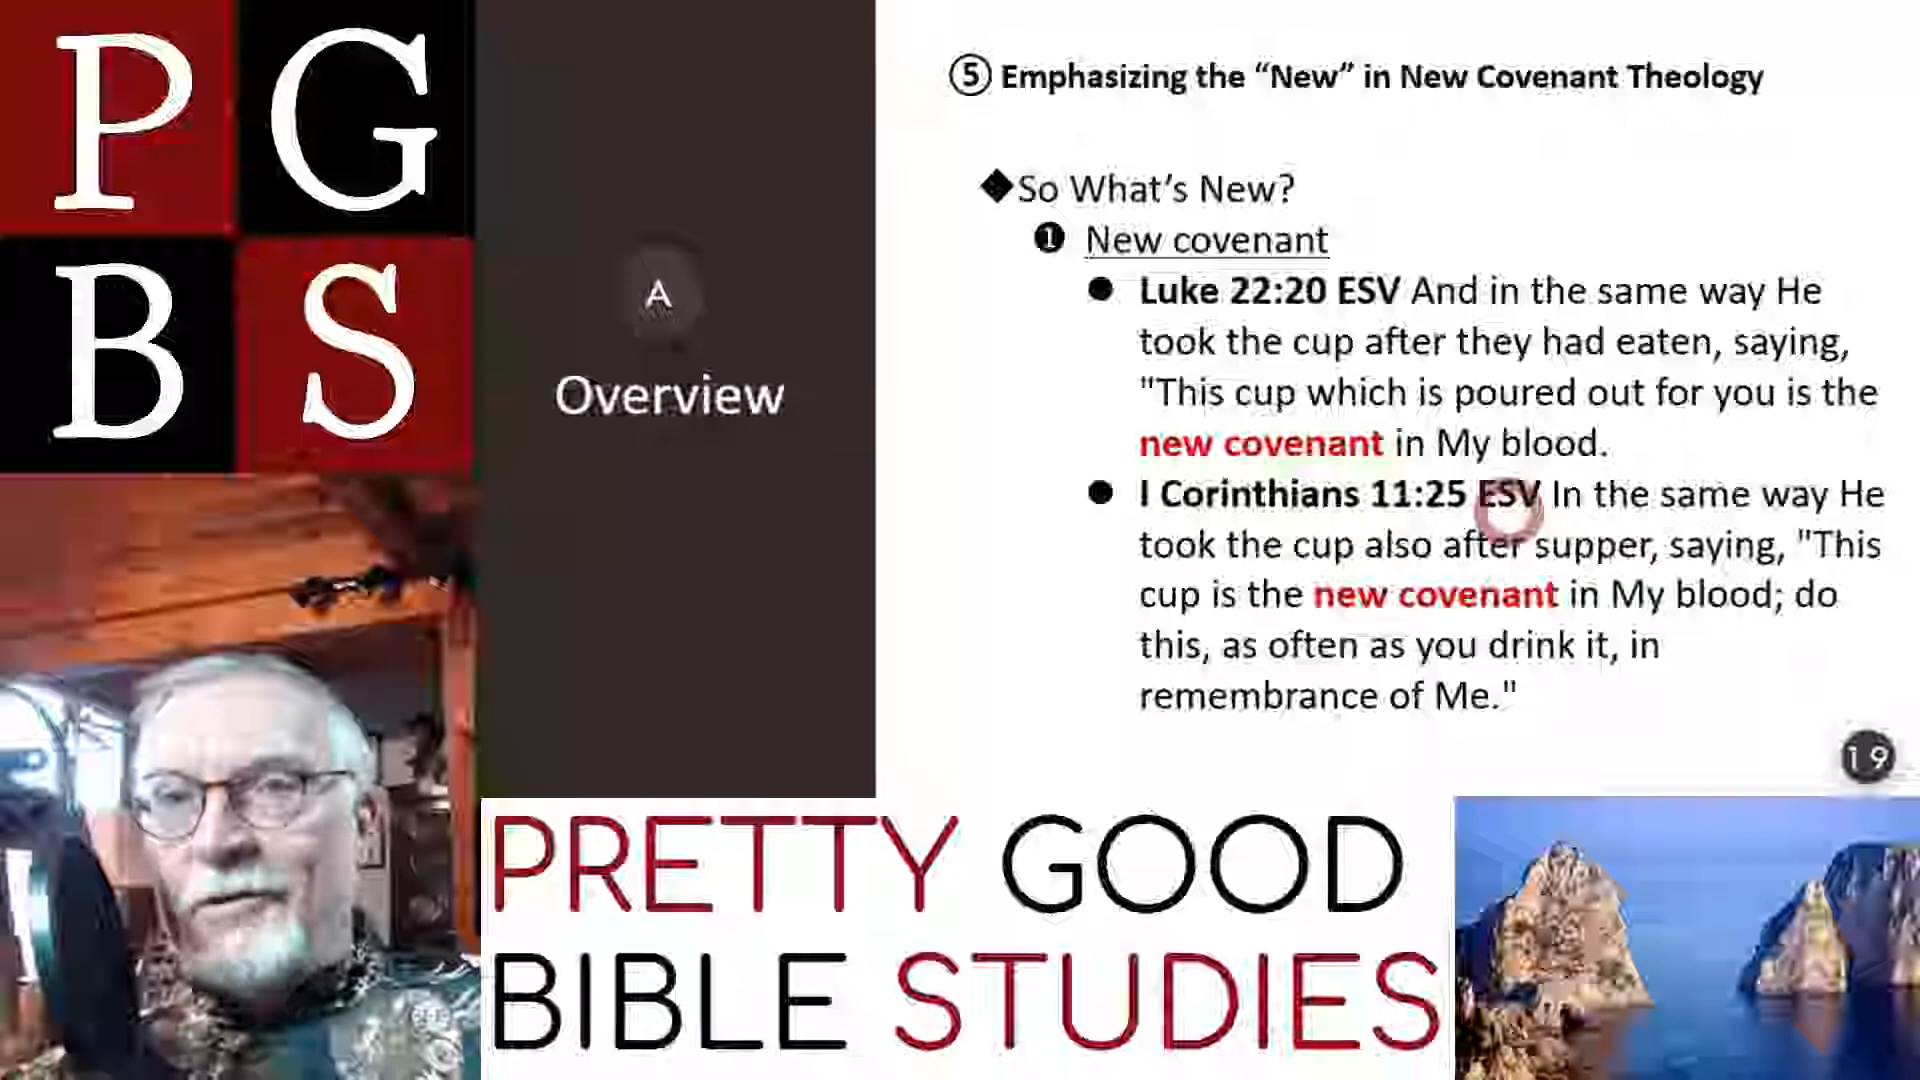 P G
B S
A
Overview
⑤ Emphasizing the “New” in New Covenant Theology
◆So What’s New?
❶ New covenant
● Luke 22:20 ESV And in the same way He
took the cup after they had eaten, saying,
"This cup which is poured out for you is the
new covenant in My blood.
● I Corinthians 11:25 ESV In the same way He
took the cup also after supper, saying, "This
cup is the new covenant in My blood; do
this, as often as you drink it, in
remembrance of Me."
19
PRETTY GOOD
BIBLE STUDIES